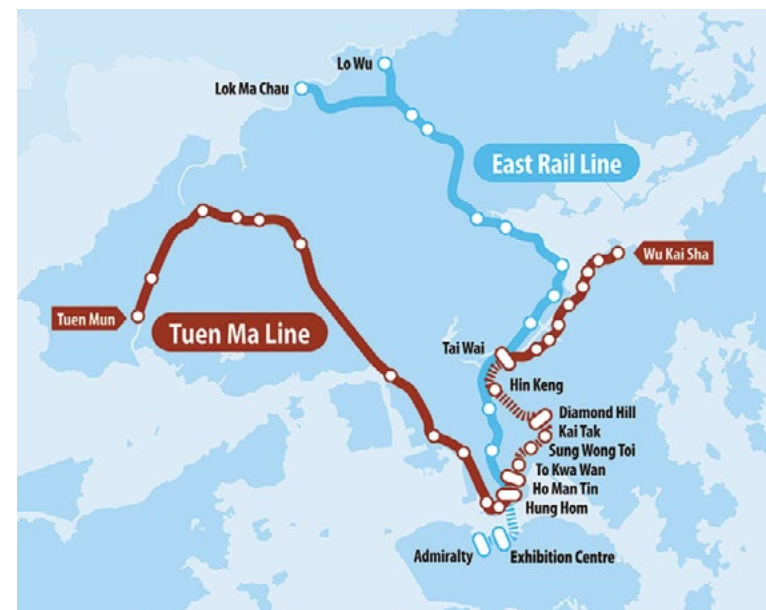 Lo Wu
Lok Ma Chau
East Rail Line
Wu Kai Sha
Tuen Mun
Tuen Ma Line
Tai Wai
Hin Keng
Diamond Hill
Kai Tak
Sung Wong Toi
To Kwa Wan
Ho Man Tin
Hung Hom
Admiralty
Exhibition Centre